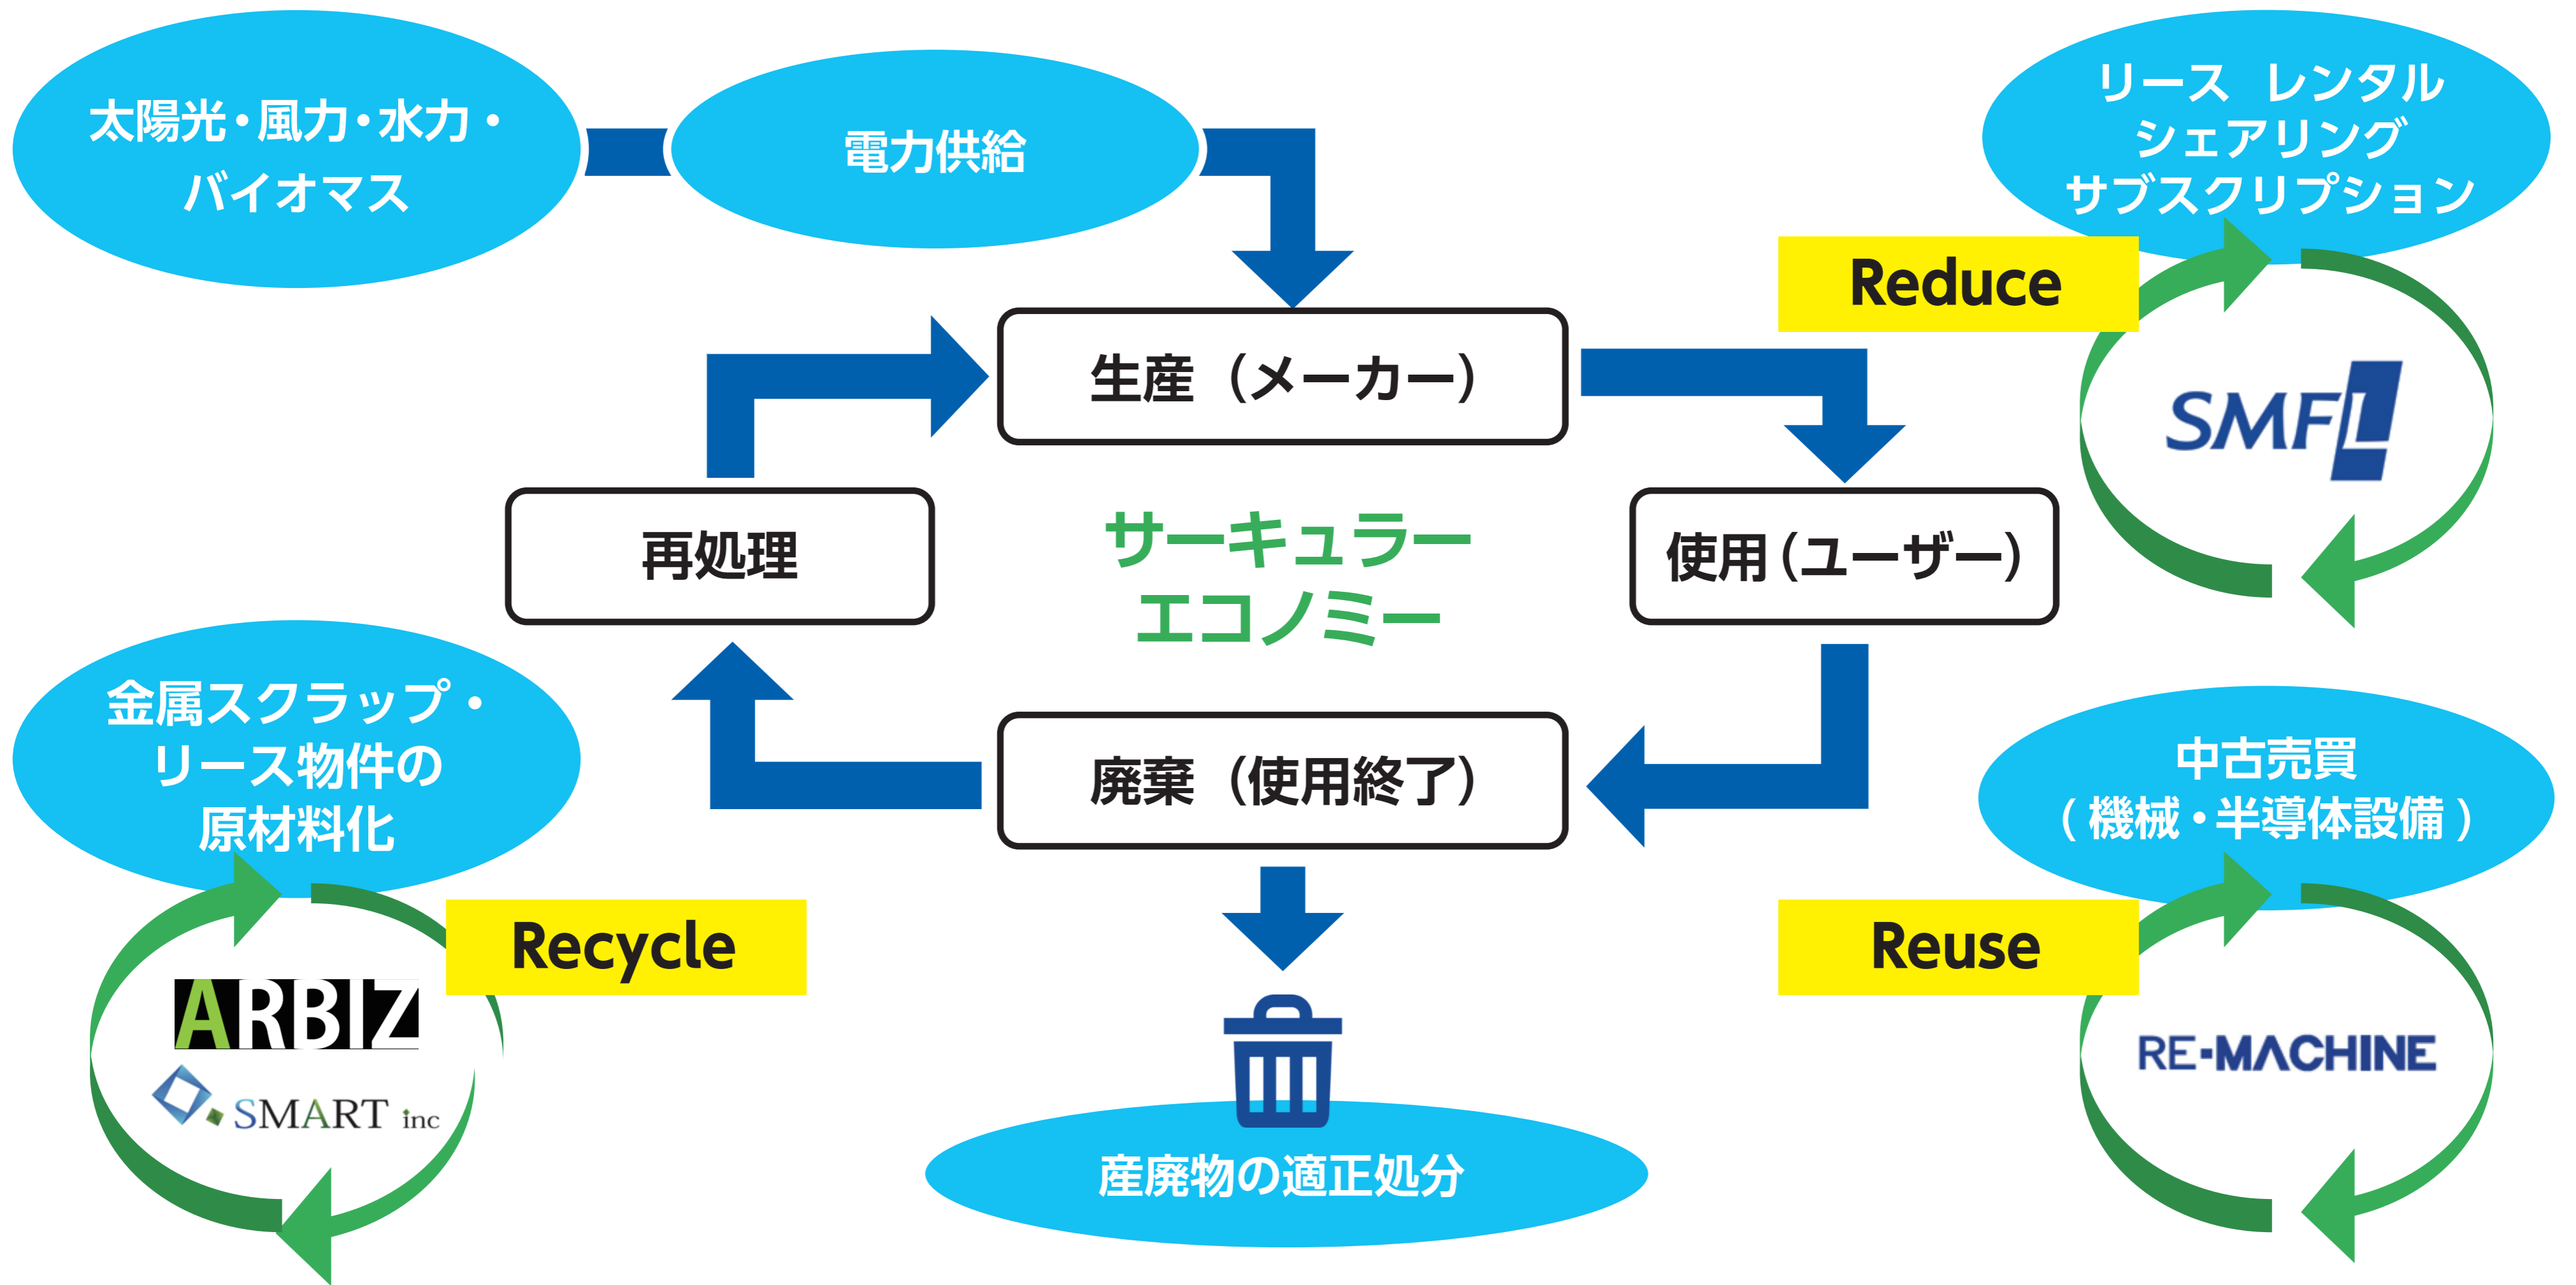 太陽光・風力・水力・
バイオマス
電力供給
リース レンタル
シェアリング
サブスクリプション
Reduce
SMFL
生産（メーカー）
再処理
サーキュラー
エコノミー
使用（ユーザー）
金属スクラップ・
リース物件の
原材料化
Recycle
ARBIZ
SMART inc
廃棄（使用終了）
中古売買
（機械・半導体設備）
Reuse
RE-MACHINE
産廃物の適正処分